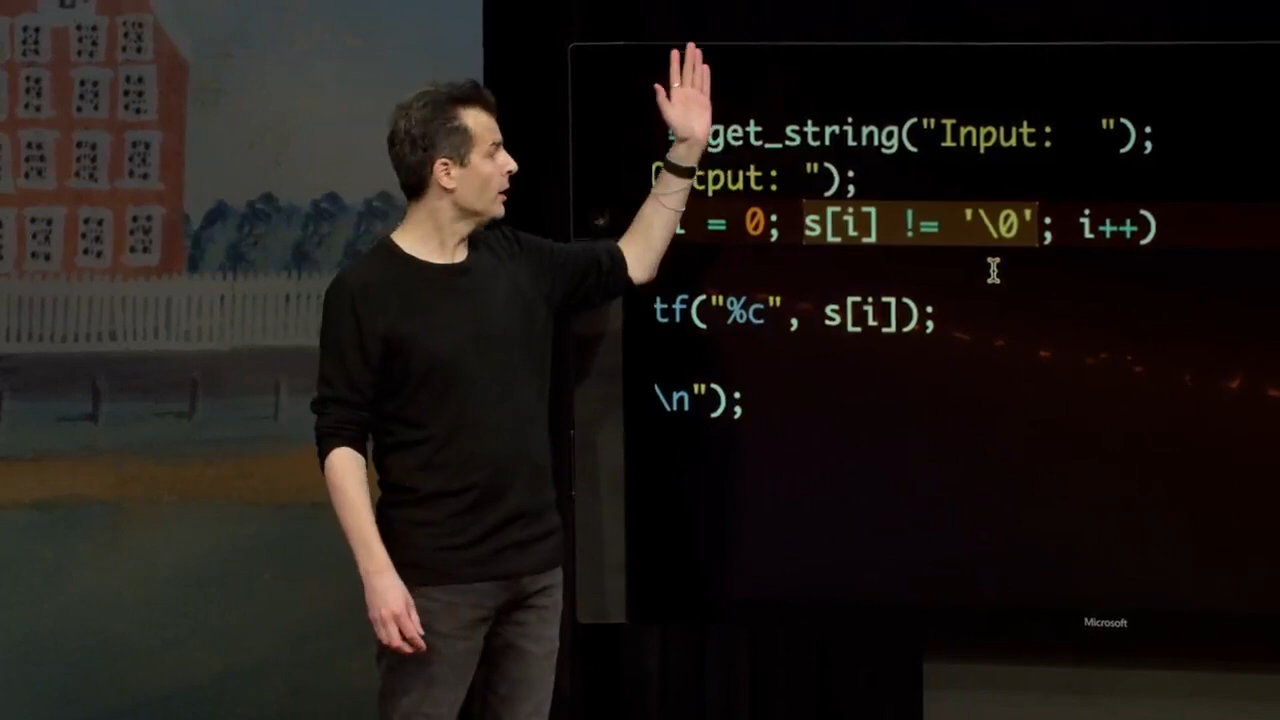 get_string("Input:  ");
tput: ");
i = 0; s[i] != '\0'; i++)
tf("%c", s[i]);
\n");
Microsoft